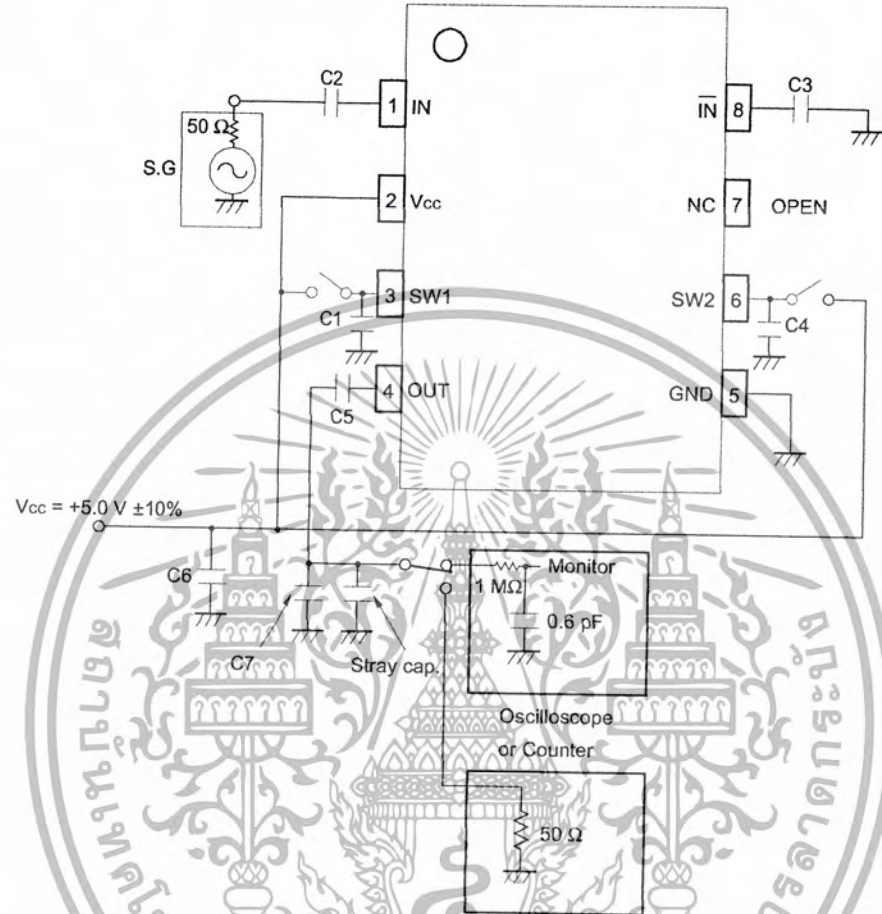 C2
C3
1 IN
IN 8
50 Ω
S.G
2 Vcc
NC 7 OPEN
3 SW1
SW2 6
C1
C4
4 OUT
GND 5
C5
Vcc = +5.0 V ±10%
C6
Monitor
1 MΩ
0.6 pF
C7
Stray cap.
Oscilloscope
or Counter
50 Ω